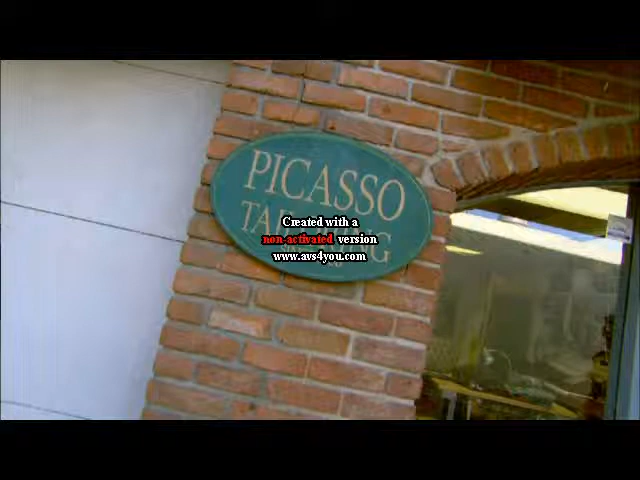 PICASSO
Created with a
non-activated version
www.avs4you.com